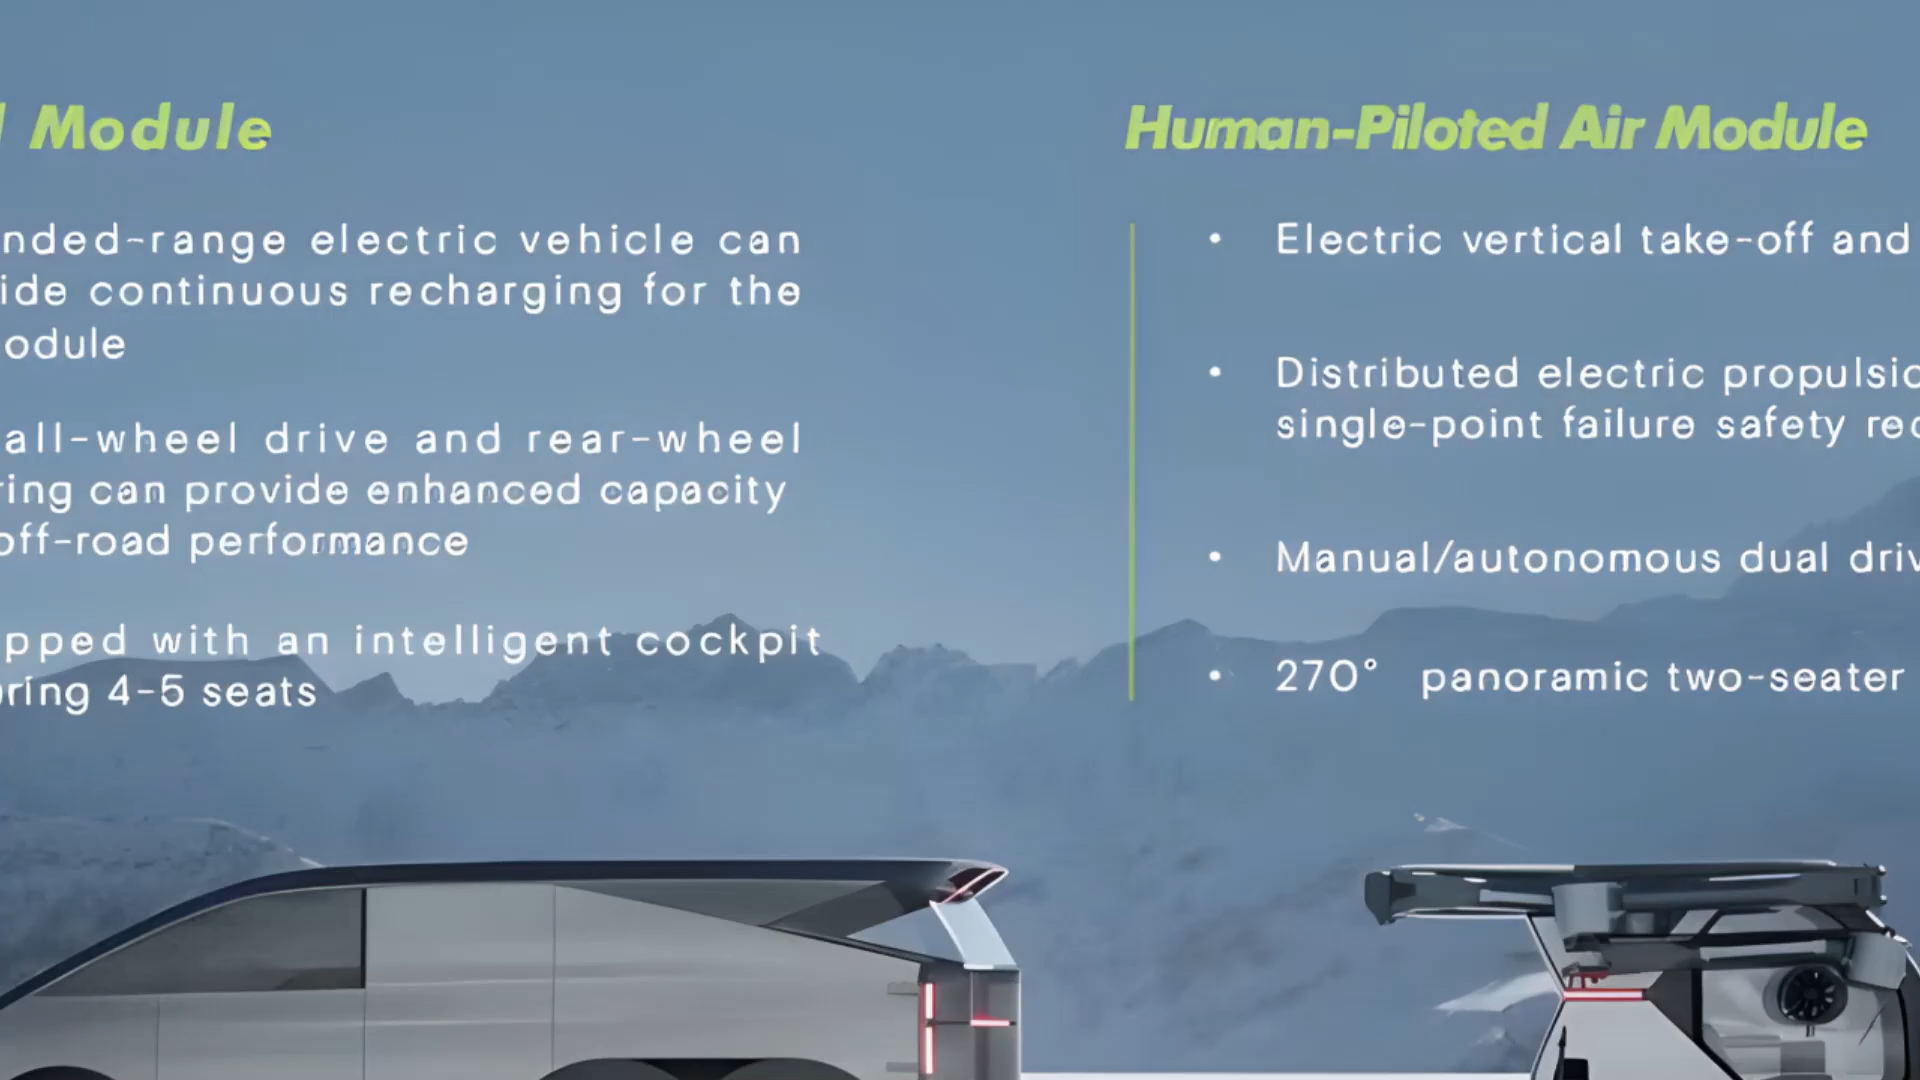 Module
nded-range electric vehicle can
ide continuous recharging for the
odule
all-wheel drive and rear-wheel
ring can provide enhanced capacity
off-road performance
pped with an intelligent cockpit
ring 4-5 seats
Human-Piloted Air Module
• Electric vertical take-off and
• Distributed electric propulsio
single-point failure safety
• Manual/autonomous dual driv
• 270° panoramic two-seater